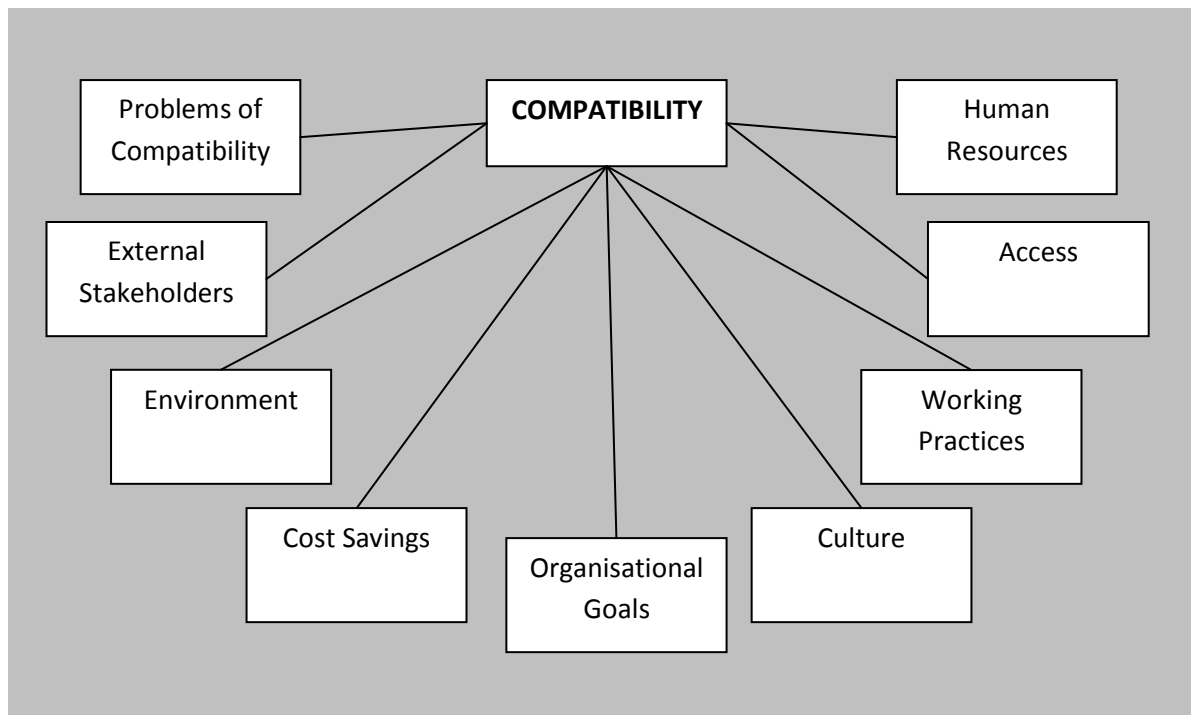 COMPATIBILITY
Problems of
Compatibility
Human
Resources
External
Stakeholders
Access
Environment
Working
Practices
Cost Savings
Organisational
Goals
Culture